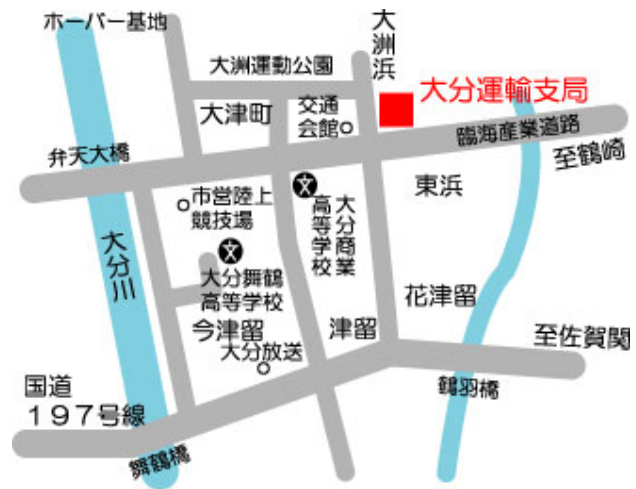 ホーバー基地
大洲浜
大洲運動公園
大分運輸支局
大津町
交通
会館
臨海産業道路
弁天大橋
至鶴崎
市営陸上
競技場
大分商業
高等学校
東浜
大分川
大分舞鶴
高等学校
花津留
今津留
津留
至佐賀関
大分放送
国道
197号線
鶴羽橋
舞鶴橋